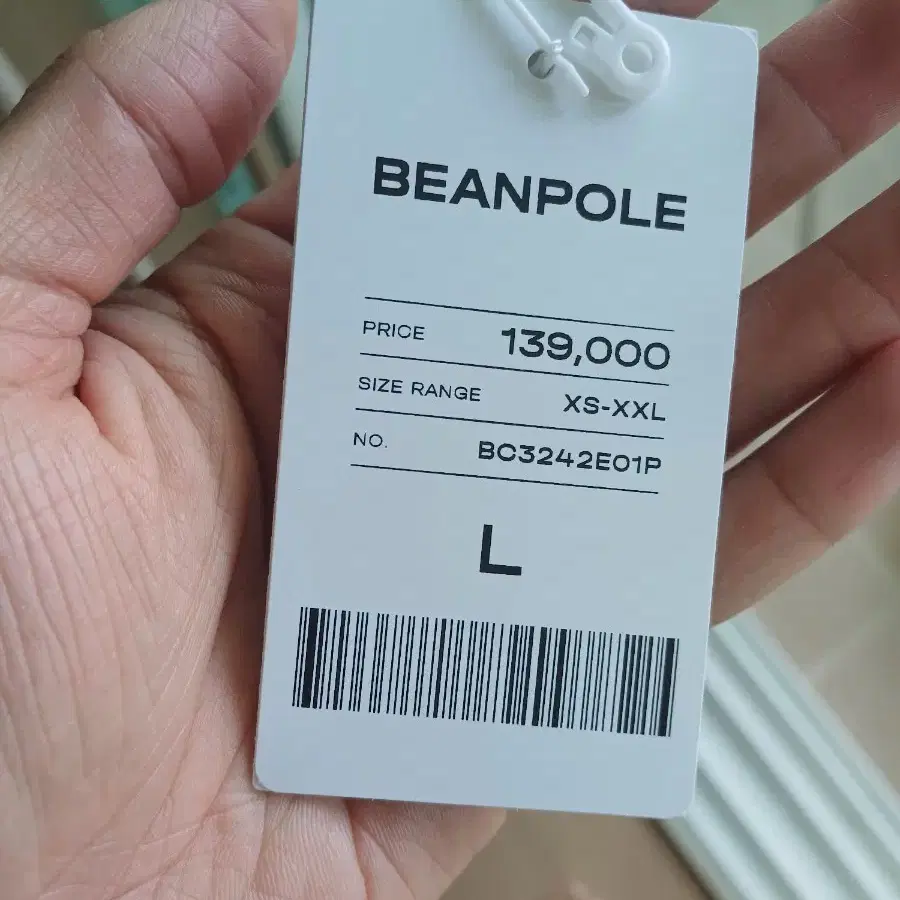 BEANPOLE
PRICE 139,000
SIZE RANGE XS-XXL
NO. BC3242E01P
L